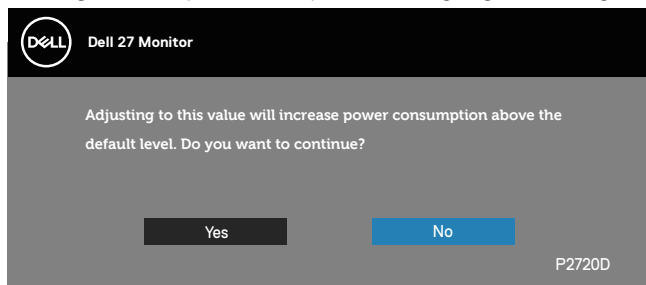 DELL
Dell 27 Monitor
Adjusting to this value will increase power consumption above the
default level. Do you want to continue?
Yes No
P2720D